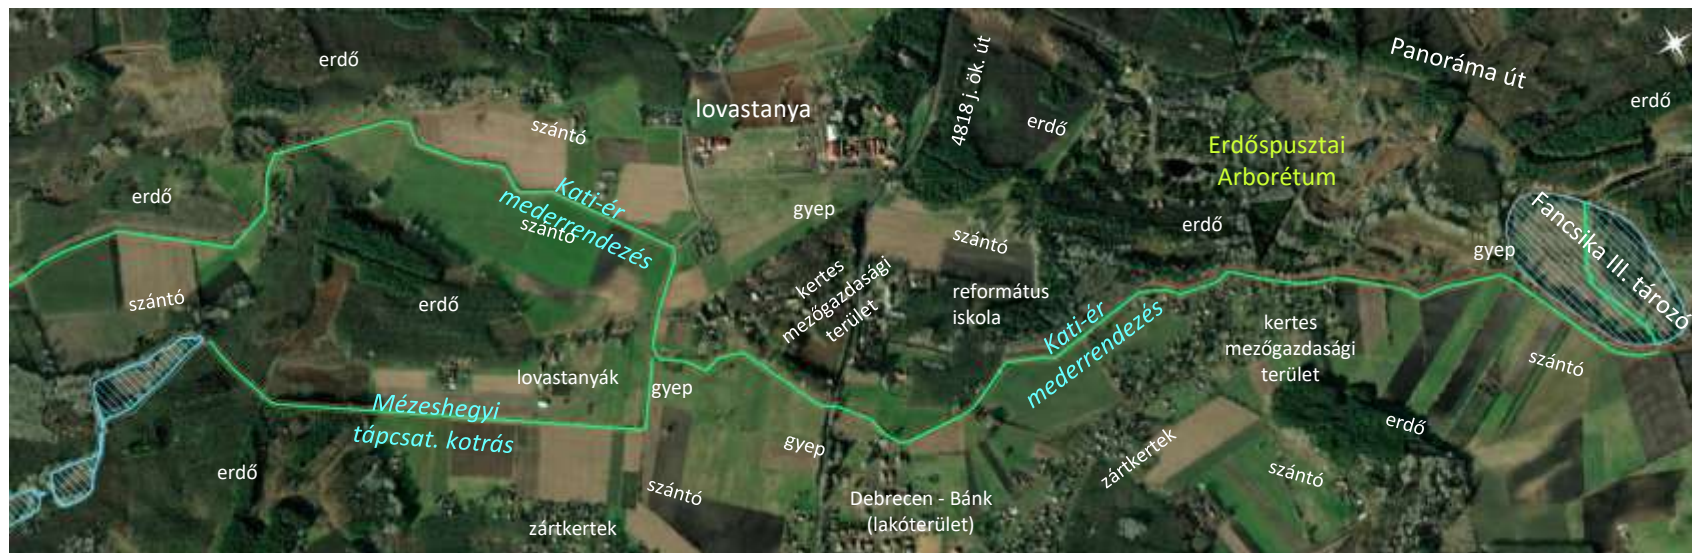 erdő
lovastanya
4818 j. ök. út
Panoráma út
erdő
szántó
erdő
Erdőspusztai
Arborétum
erdő
Kati-ér
mederrendezés
szántó
gyep
szántó
erdő
gyep
Fancsika III. tározó
szántó
erdő
kertes
mezőgazdasági
terület
református
iskola
Kati-ér
mederrendezés
kertes
mezőgazdasági
terület
szántó
lovastanyák
gyep
Mézeshegyi
tápcsat. kotrás
erdő
gyep
erdő
zártkertek
szántó
szántó
zártkertek
Debrecen - Bánk
(lakóterület)